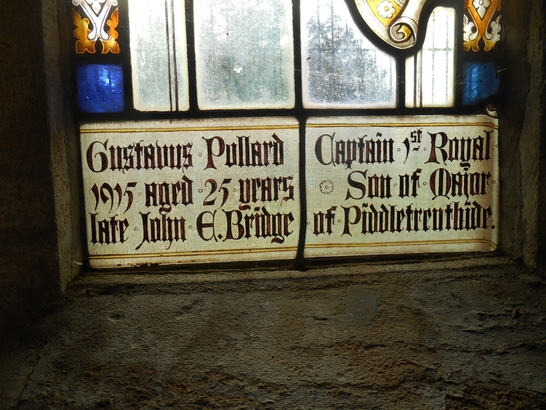 Gustavus Pollard
1915 aged 25 years
late John E. Bridge
Captain 1st Royal
Son of Major
of Piddletrenthide.